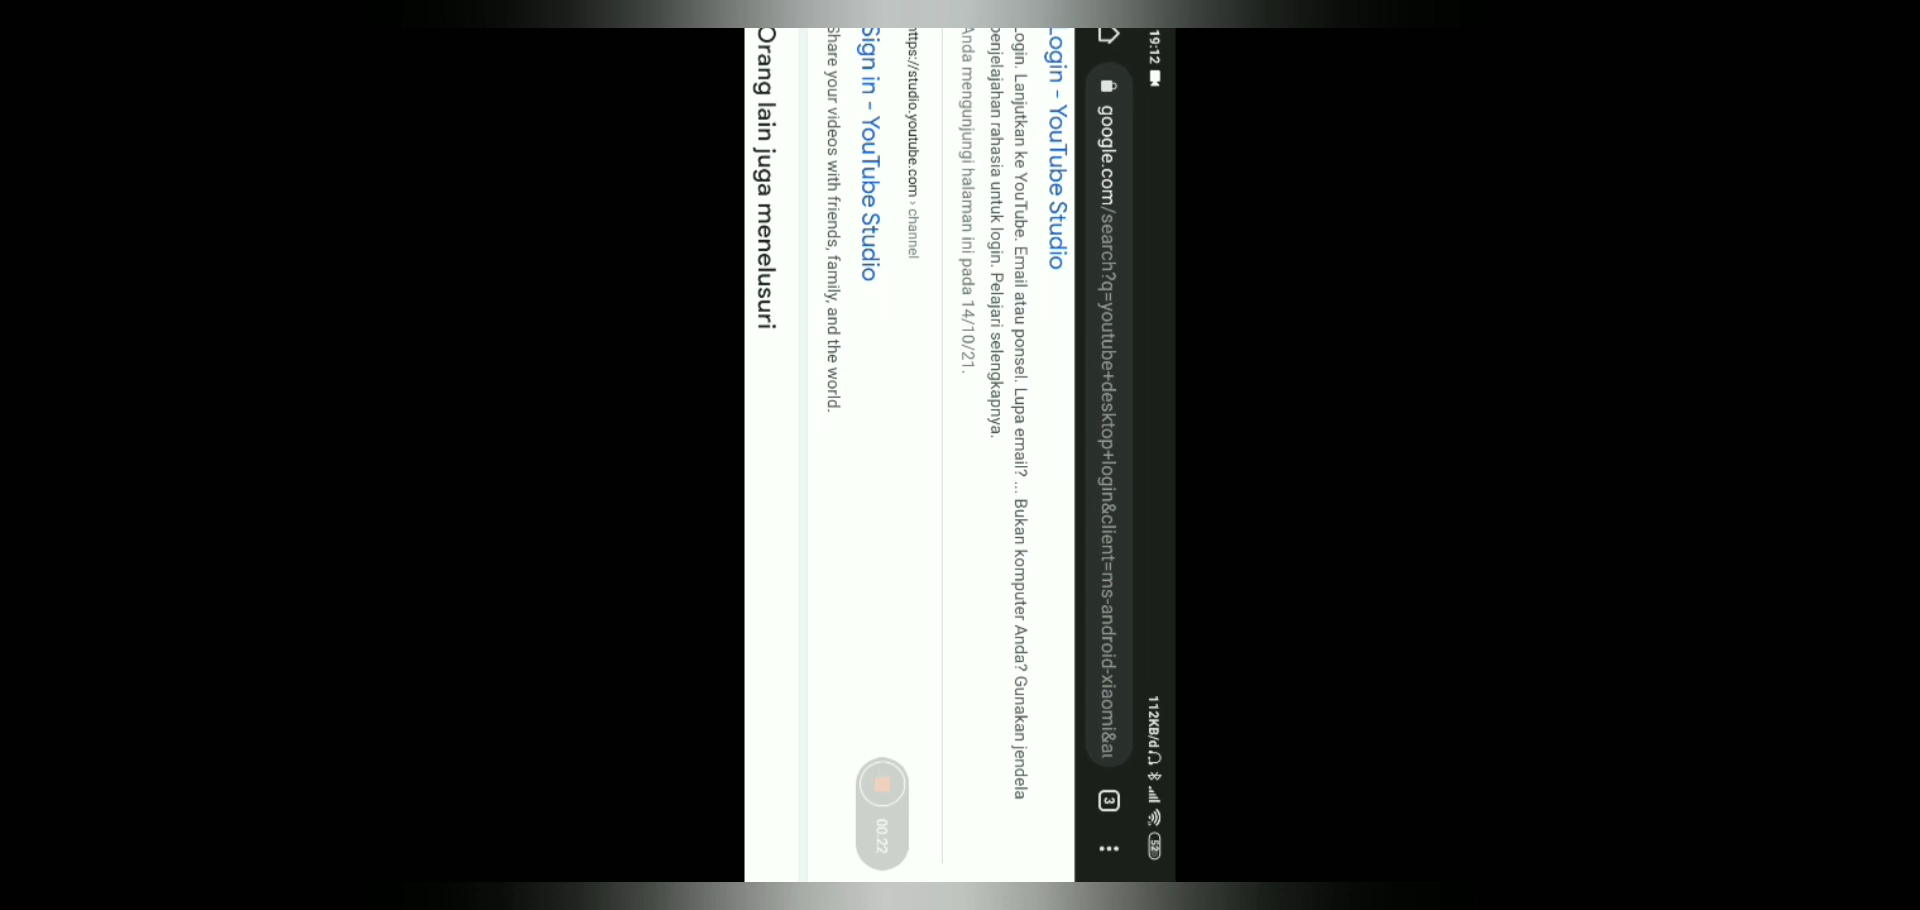 19:12
112KB/d
52
google.com/search?q=youtube+desktop+login&client=ms-android-xiaomi&au
3
Login - YouTube Studio
Login. Lanjutkan ke YouTube. Email atau ponsel. Lupa email? ... Bukan komputer Anda? Gunakan jendela
penjelajahan rahasia untuk login. Pelajari selengkapnya.
Anda mengunjungi halaman ini pada 14/10/21.
https://studio.youtube.com › channel
Sign in - YouTube Studio
Share your videos with friends, family, and the world.
00:22
Orang lain juga menelusuri